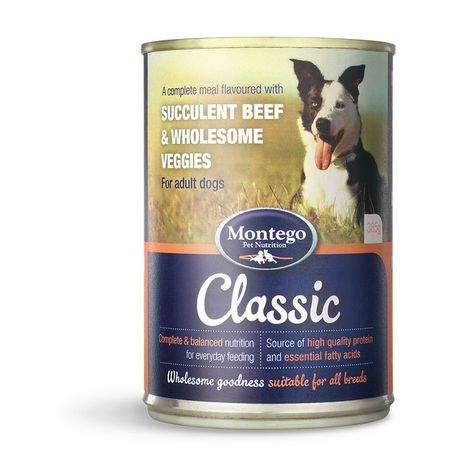 A complete meal flavoured with
SUCCULENT BEEF
& WHOLESOME
VEGGIES
For adult dogs
385g
Montego
Pet Nutrition
Classic
Complete & balanced nutrition
for everyday feeding
Source of high quality protein
and essential fatty acids
Wholesome goodness suitable for all breeds